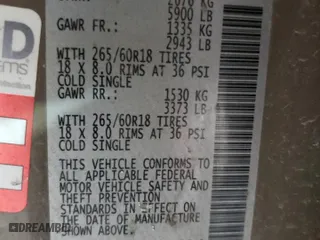 5900 LB
GAWR FR.: 1335 KG
2943 LB
WITH 265/60R18 TIRES
18 X 8.0 RIMS AT 36 PSI
COLD SINGLE
GAWR RR.: 1530 KG
3373 LB
WITH 265/60R18 TIRES
18 X 8.0 RIMS AT 36 PSI
COLD SINGLE
THIS VEHICLE CONFORMS TO
ALL APPLICABLE FEDERAL
MOTOR VEHICLE SAFETY AND
THEFT PREVENTION
STANDARDS IN EFFECT ON
THE DATE OF MANUFACTURE
SHOWN ABOVE.
DREAMBID